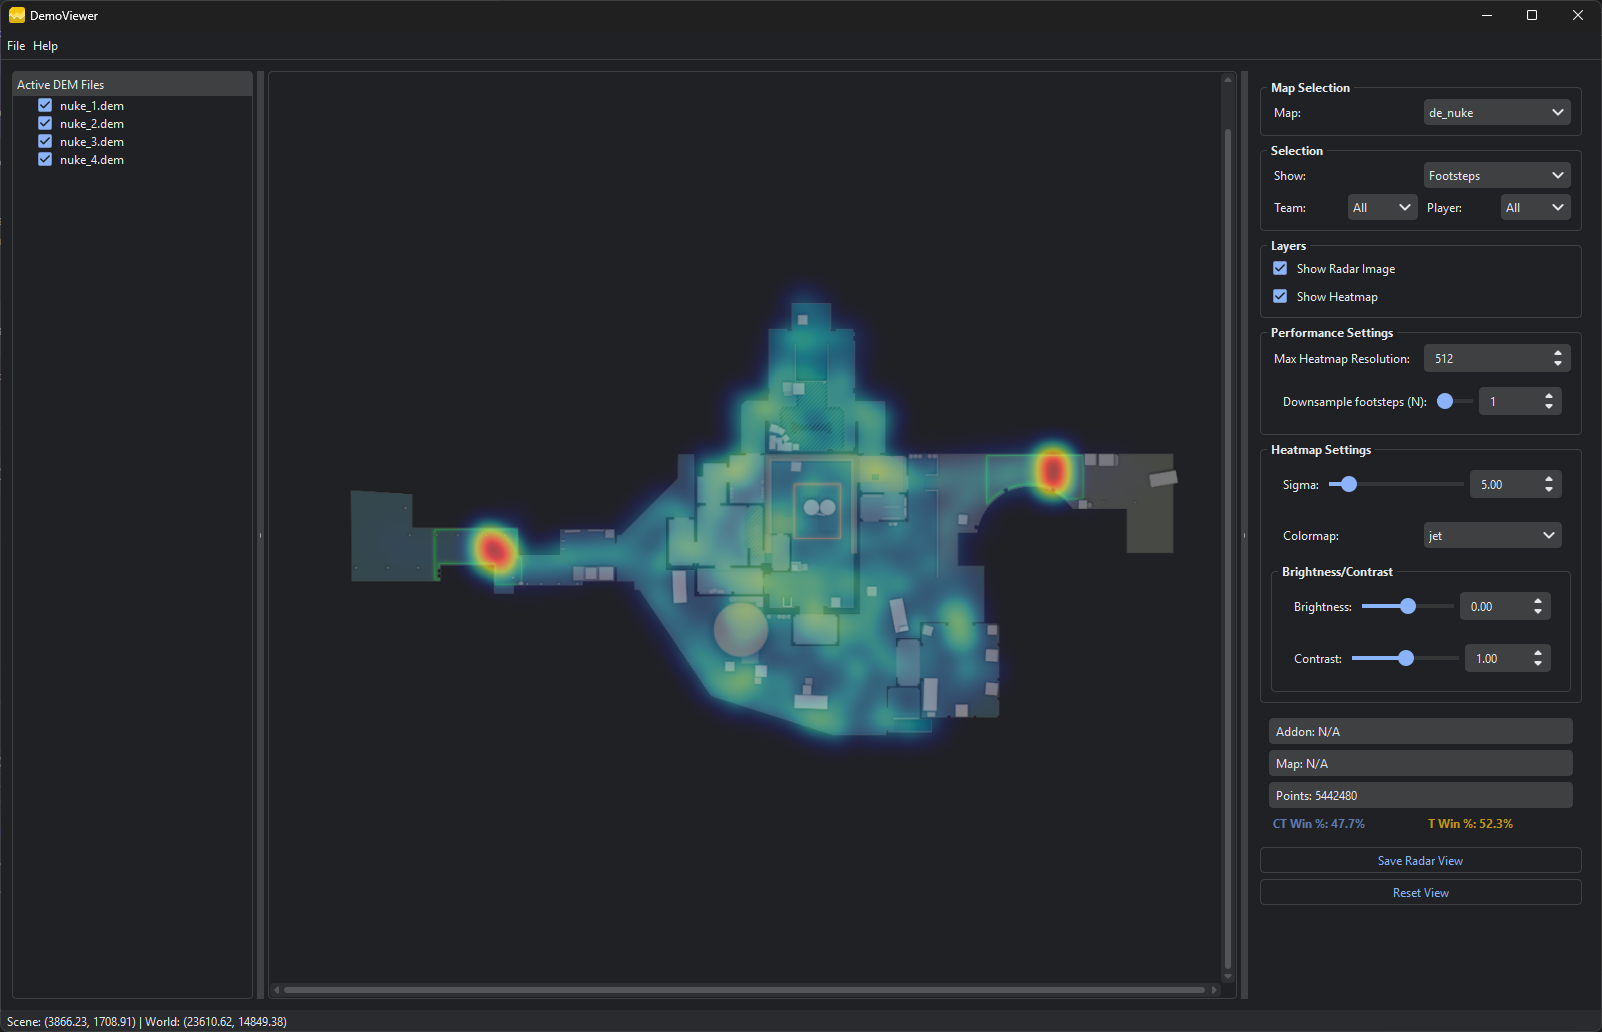 DemoViewer
File Help
Active DEM Files
nuke_1.dem
nuke_2.dem
nuke_3.dem
nuke_4.dem
Map Selection
Map: de_nuke
Selection
Show: Footsteps
Team: All Player: All
Layers
Show Radar Image
Show Heatmap
Performance Settings
Max Heatmap Resolution: 512
Downsample footsteps (N): 1
Heatmap Settings
Sigma: 5.00
Colormap: jet
Brightness/Contrast
Brightness: 0.00
Contrast: 1.00
Addon: N/A
Map: N/A
Points: 5442480
CT Win %: 47.7% T Win %: 52.3%
Save Radar View
Reset View
Scene: (3866.23, 1708.91) | World: (23610.62, 14849.38)